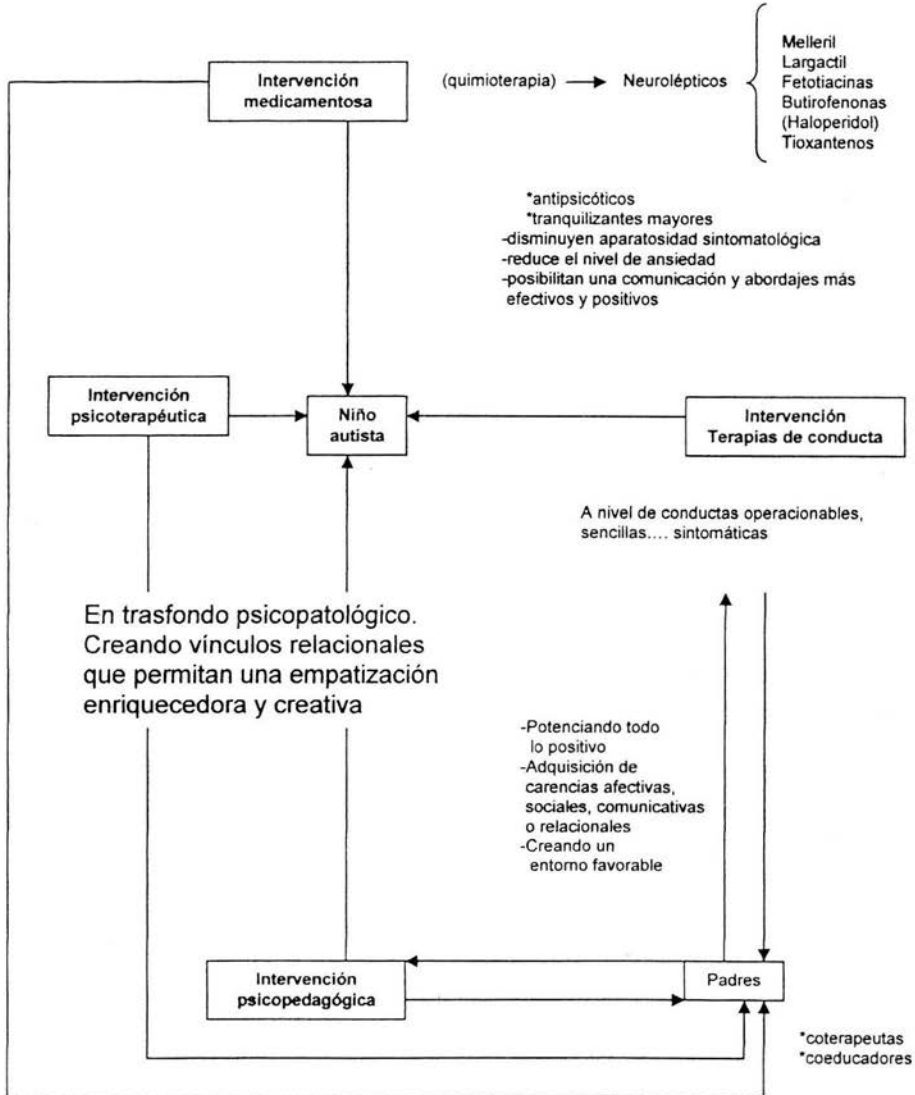 Intervención
medicamentosa
(quimioterapia)
Neurolépticos
Melleril
Largactil
Fetotiacinas
Butirofenonas
(Haloperidol)
Tioxantenos
*antipsicóticos
*tranquilizantes mayores
-disminuyen aparatosidad sintomatológica
-reduce el nivel de ansiedad
-posibilitan una comunicación y abordajes más
efectivos y positivos
Intervención
psicoterapéutica
Niño
autista
Intervención
Terapias de conducta
A nivel de conductas operacionables,
sencillas.... sintomáticas
En trasfondo psicopatológico.
Creando vínculos relacionales
que permitan una empatización
enriquecedora y creativa
-Potenciando todo
lo positivo
-Adquisición de
carencias afectivas,
sociales, comunicativas
o relacionales
-Creando un
entorno favorable
Intervención
psicopedagógica
Padres
*coterapeutas
*coeducadores